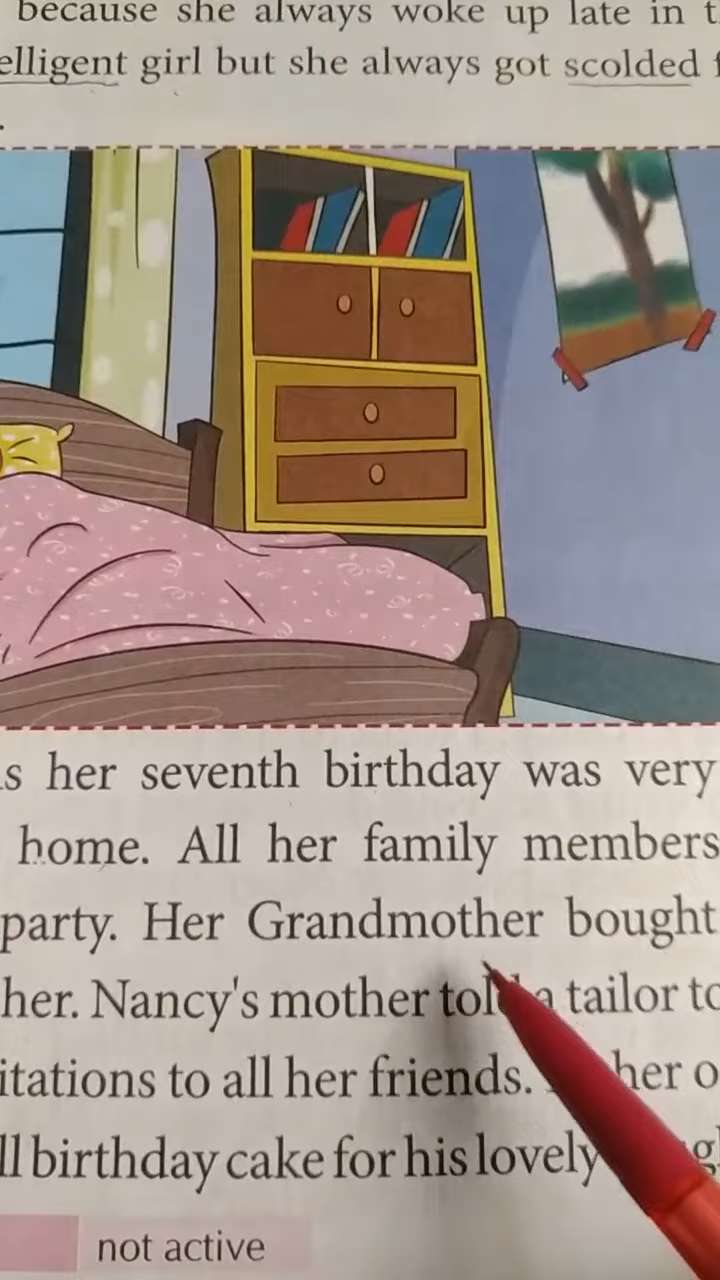 because she always woke up late in
elligent girl but she always got scolded
.
her seventh birthday was very
home. All her family members
party. Her Grandmother bought
her. Nancy's mother told a tailor to
itations to all her friends. her
ll birthday cake for his lovely
not active